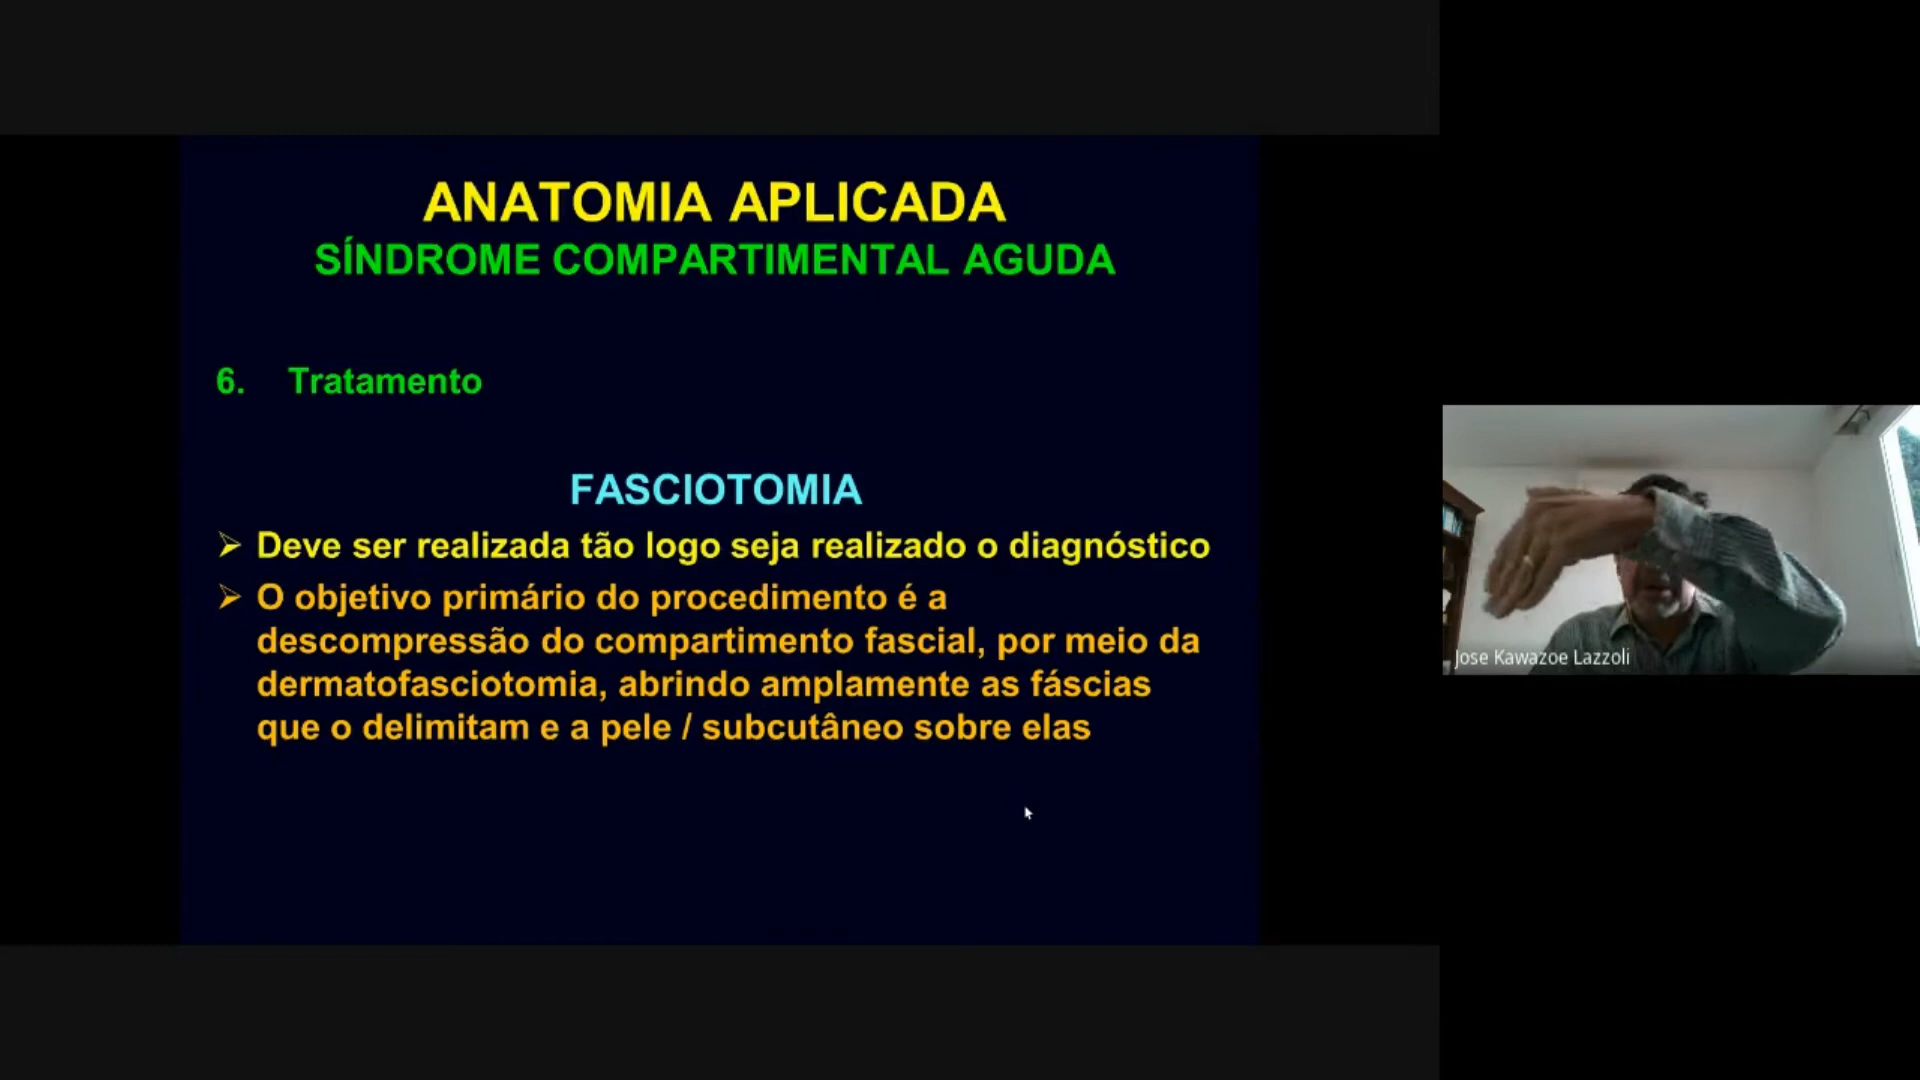 ANATOMIA APLICADA
SÍNDROME COMPARTIMENTAL AGUDA
6. Tratamento
FASCIOTOMIA
➢ Deve ser realizada tão logo seja realizado o diagnóstico
➢ O objetivo primário do procedimento é a
descompressão do compartimento fascial, por meio da
dermatofasciotomia, abrindo amplamente as fáscias
que o delimitam e a pele / subcutâneo sobre elas
Jose Kawazoe Lazzoli